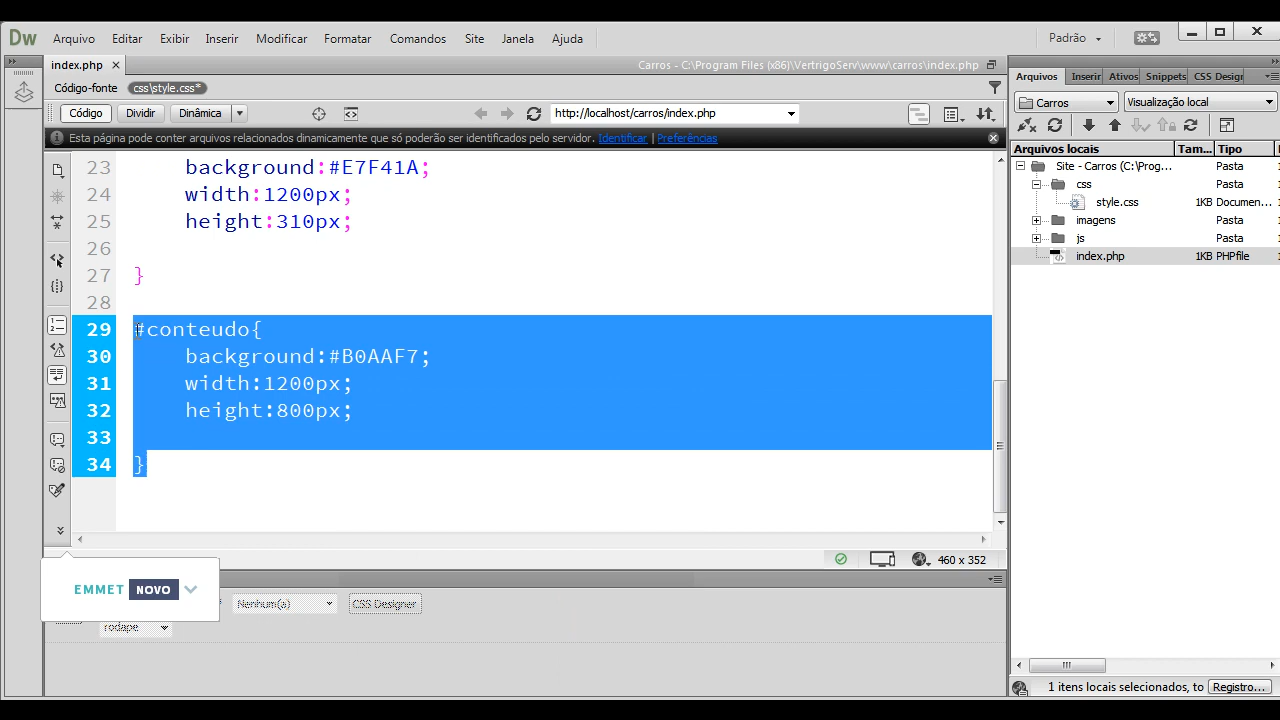 Dw Arquivo Editar Exibir Inserir Modificar Formatar Comandos Site Janela Ajuda Padrão
index.php Carros - C:\Program Files (x86)\VertrigoServ\www\carros\index.php
Código-fonte css\style.css*
Código Dividir Dinâmica http://localhost/carros/index.php
Esta página pode conter arquivos relacionados dinamicamente que só poderão ser identificados pelo servidor. Identificar Preferências
23 background:#E7F41A;
24 width:1200px;
25 height:310px;
26
27 }
28
29 #conteudo{
30 background:#B0AAF7;
31 width:1200px;
32 height:800px;
33
34 }
460 x 352
EMMET NOVO
Nenhum(s) CSS Designer
rodape
Arquivos Inserir Ativos Snippets CSS Design
Carros Visualização local
Arquivos locais Tam... Tipo
Site - Carros (C:\Prog... Pasta
css Pasta
style.css 1KB Documen...
imagens Pasta
js Pasta
index.php 1KB PHPfile
1 itens locais selecionados, to Registro...